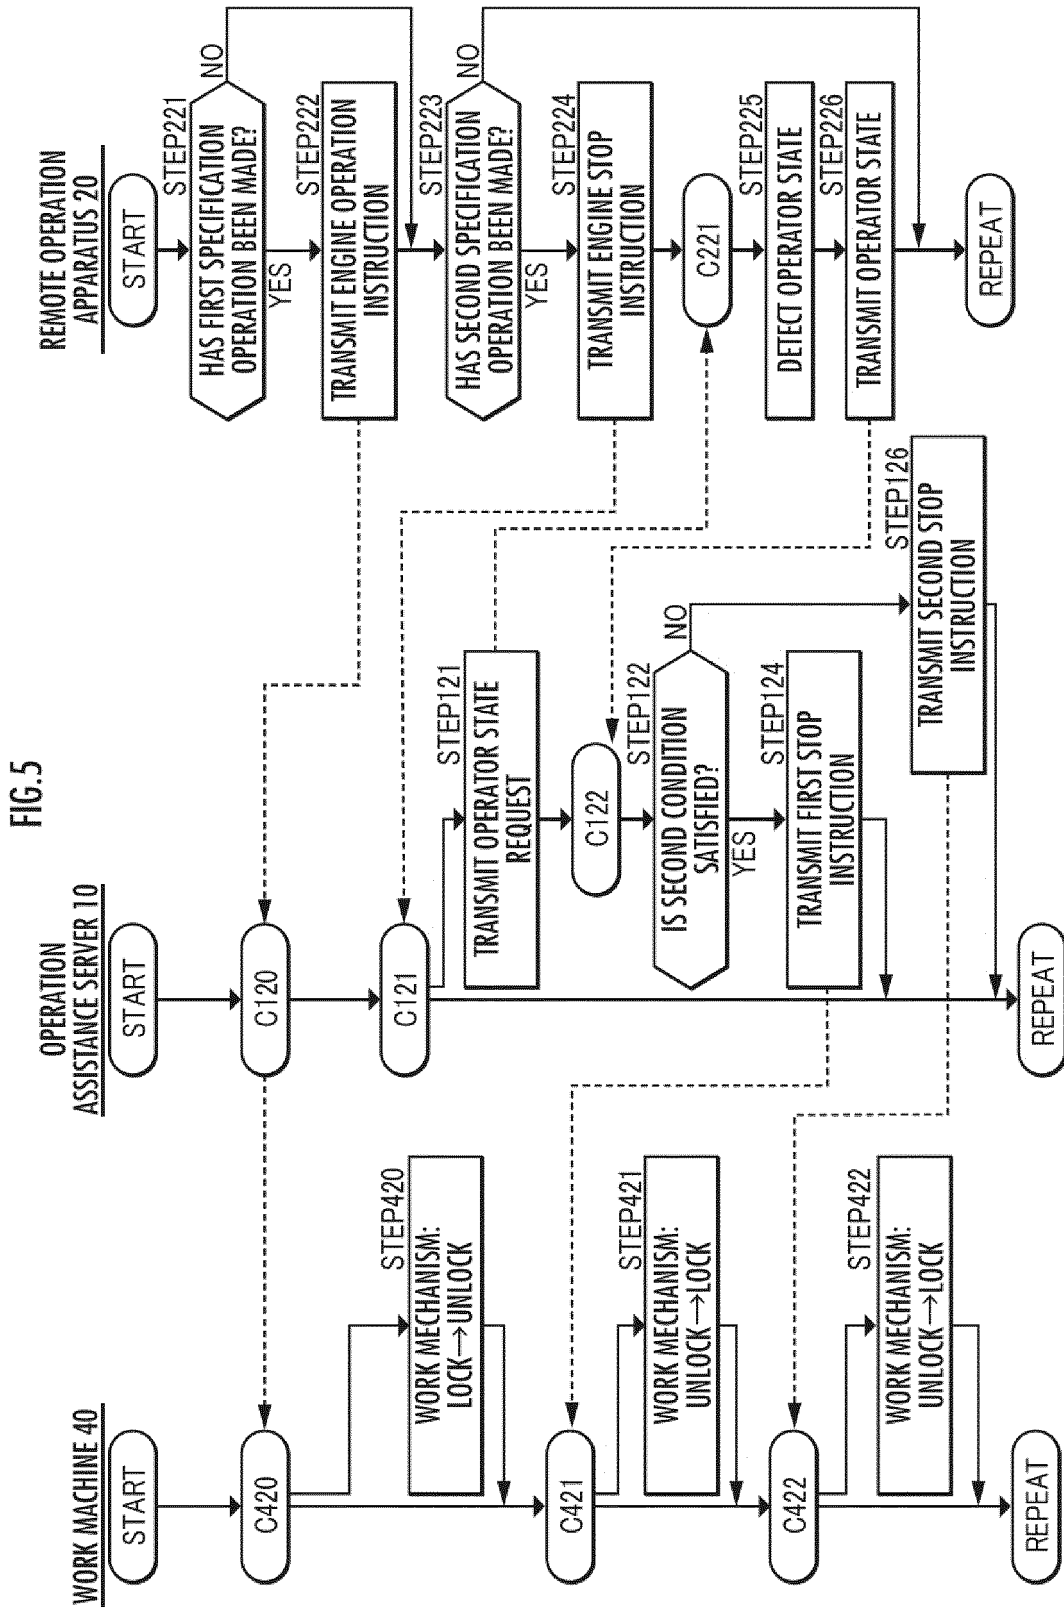 FIG.5
WORK MACHINE 40
START
C420
STEP420
WORK MECHANISM:
LOCK→UNLOCK
C421
STEP421
WORK MECHANISM:
UNLOCK→LOCK
C422
STEP422
WORK MECHANISM:
UNLOCK→LOCK
REPEAT
OPERATION
ASSISTANCE SERVER 10
START
C120
C121
STEP121
TRANSMIT OPERATOR STATE
REQUEST
C122
STEP122
IS SECOND CONDITION
SATISFIED?
NO
YES
STEP124
TRANSMIT FIRST STOP
INSTRUCTION
STEP126
TRANSMIT SECOND STOP
INSTRUCTION
REPEAT
REMOTE OPERATION
APPARATUS 20
START
STEP221
HAS FIRST SPECIFICATION
OPERATION BEEN MADE?
NO
YES
STEP222
TRANSMIT ENGINE OPERATION
INSTRUCTION
STEP223
HAS SECOND SPECIFICATION
OPERATION BEEN MADE?
NO
YES
STEP224
TRANSMIT ENGINE STOP
INSTRUCTION
C221
STEP225
DETECT OPERATOR STATE
STEP226
TRANSMIT OPERATOR STATE
REPEAT